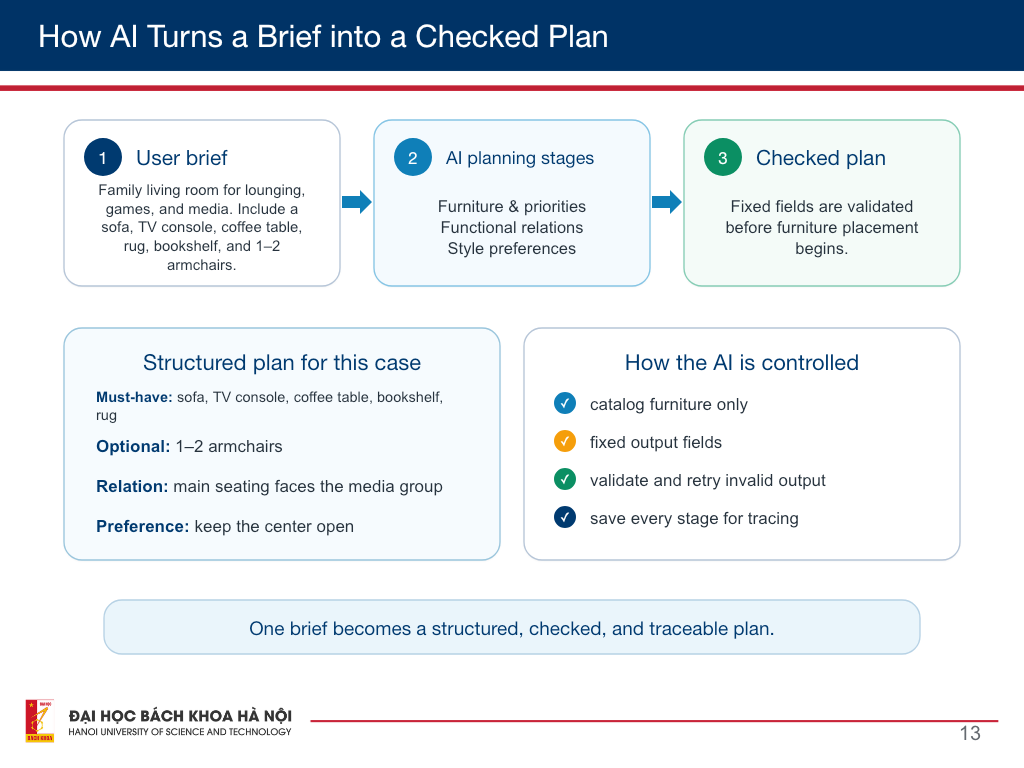 How AI Turns a Brief into a Checked Plan
1
User brief
Family living room for lounging,
games, and media. Include a
sofa, TV console, coffee table,
rug, bookshelf, and 1–2
armchairs.
2
AI planning stages
Furniture & priorities
Functional relations
Style preferences
3
Checked plan
Fixed fields are validated
before furniture placement
begins.
Structured plan for this case
Must-have: sofa, TV console, coffee table, bookshelf,
rug
Optional: 1–2 armchairs
Relation: main seating faces the media group
Preference: keep the center open
How the AI is controlled
✓ catalog furniture only
✓ fixed output fields
✓ validate and retry invalid output
✓ save every stage for tracing
One brief becomes a structured, checked, and traceable plan.
BÁCH KHOA
ĐẠI HỌC BÁCH KHOA HÀ NỘI
HANOI UNIVERSITY OF SCIENCE AND TECHNOLOGY
13